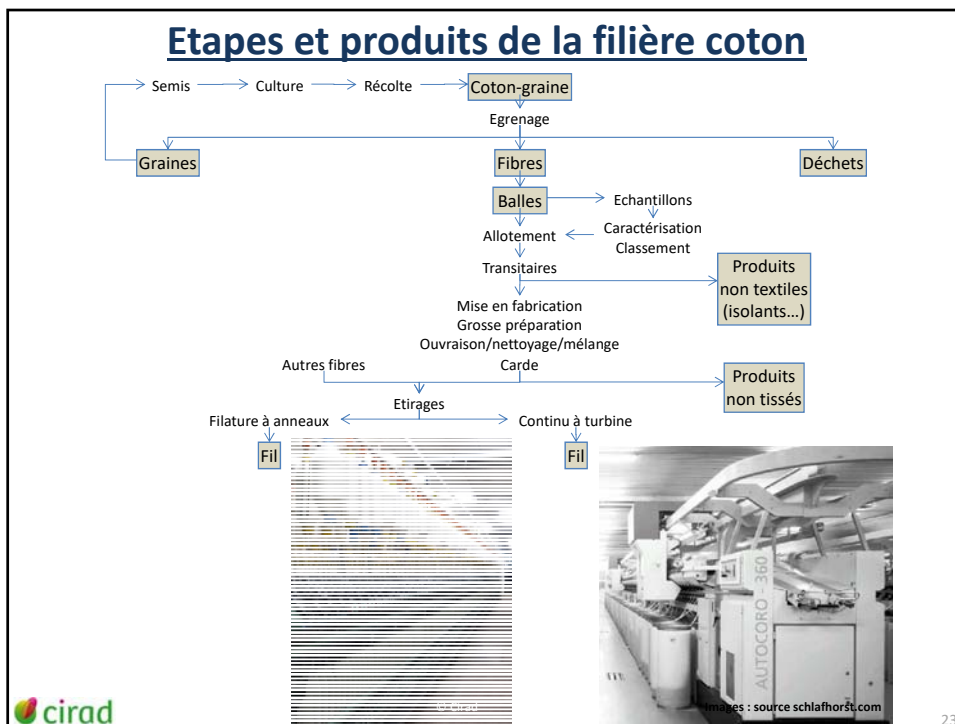 Etapes et produits de la filière coton
Semis
Culture
Récolte
Coton-graine
Egrenage
Graines
Fibres
Déchets
Balles
Echantillons
Allotement
Caractérisation
Classement
Transitaires
Produits
non textiles
(isolants...)
Mise en fabrication
Grosse préparation
Ouvraison/nettoyage/mélange
Autres fibres
Carde
Produits
non tissés
Etirages
Filature à anneaux
Continu à turbine
Fil
Fil
AUTOCORO - 360
© Cirad
Images : source schlafhorst.com
cirad
23